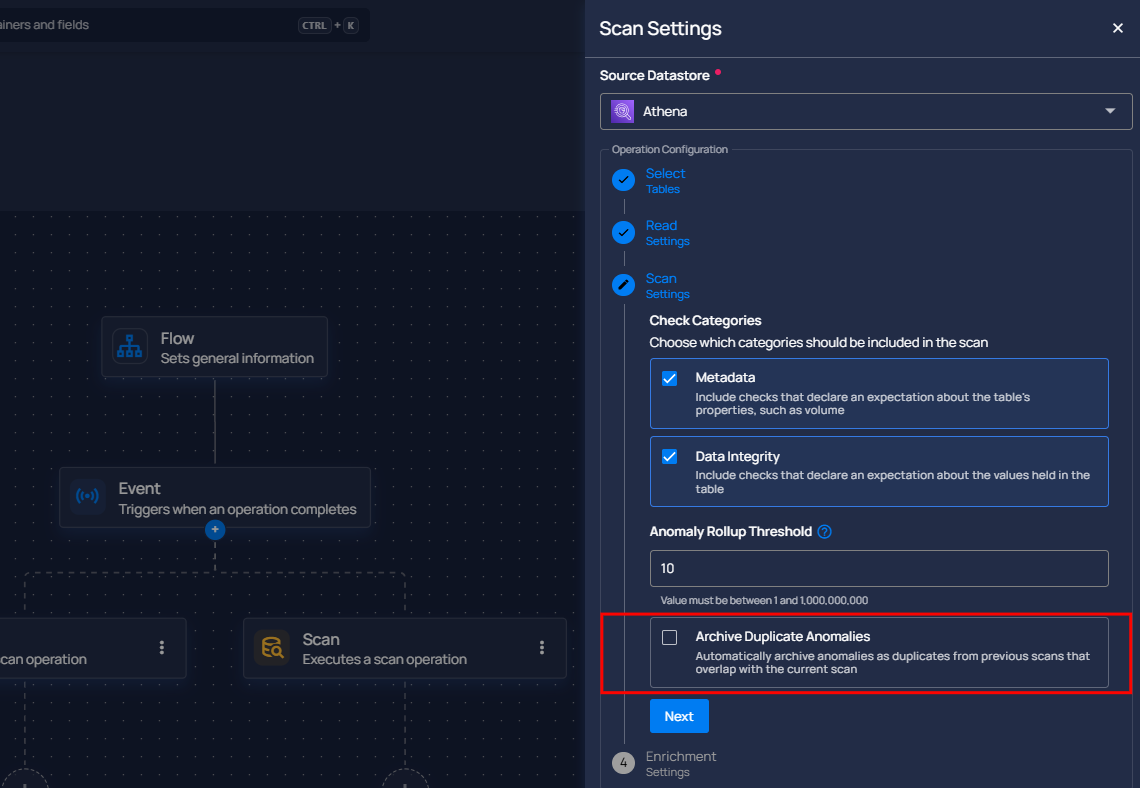 ainers and fields
CTRL + K
Scan Settings
Source Datastore
Athena
Operation Configuration
Select
Tables
Read
Settings
Scan
Settings
Check Categories
Choose which categories should be included in the scan
Metadata
Include checks that declare an expectation about the table's
properties, such as volume
Data Integrity
Include checks that declare an expectation about the values held in the
table
Anomaly Rollup Threshold
10
Value must be between 1 and 1,000,000,000
Archive Duplicate Anomalies
Automatically archive anomalies as duplicates from previous scans that
overlap with the current scan
Next
4
Enrichment
Settings
Flow
Sets general information
Event
Triggers when an operation completes
can operation
Scan
Executes a scan operation